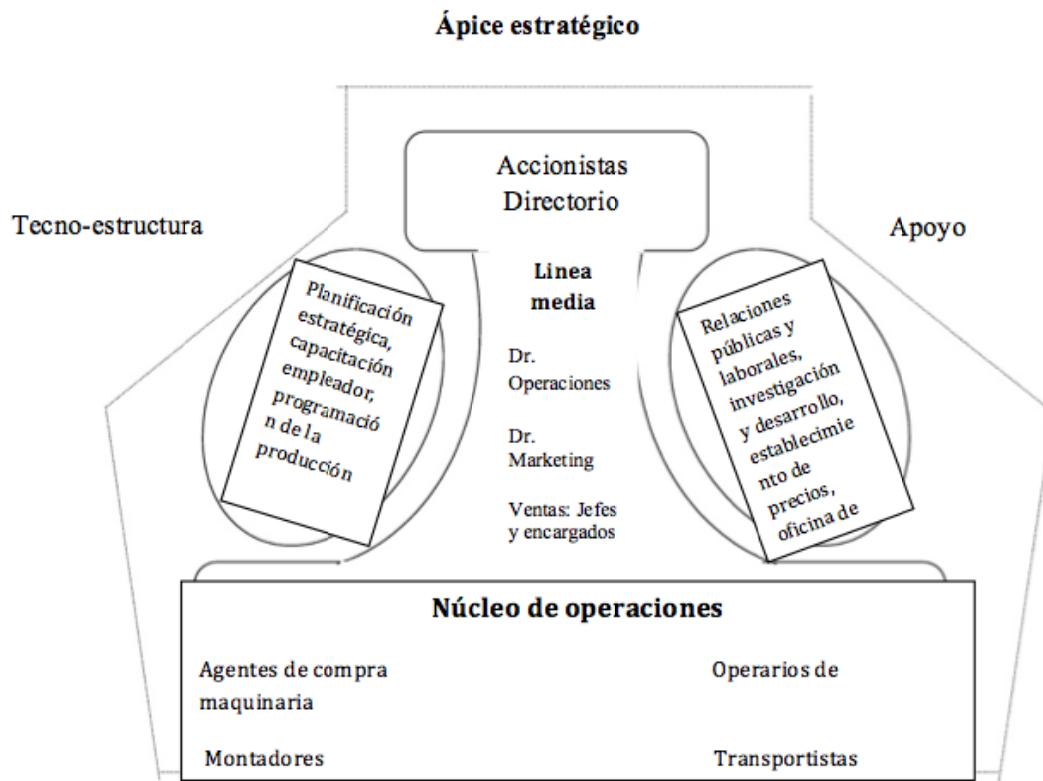 Ápice estratégico
Accionistas
Directorio
Tecno-estructura
Apoyo
Linea
media
Planificación
estratégica,
capacitación
empleador,
programació
n de la
producción
Dr.
Operaciones
Dr.
Marketing
Ventas: Jefes
y encargados
Relaciones
públicas y
laborales,
investigación
y desarrollo,
establecimie
nto de
precios,
oficina de
Núcleo de operaciones
Agentes de compra
Operarios de
maquinaria
Montadores
Transportistas